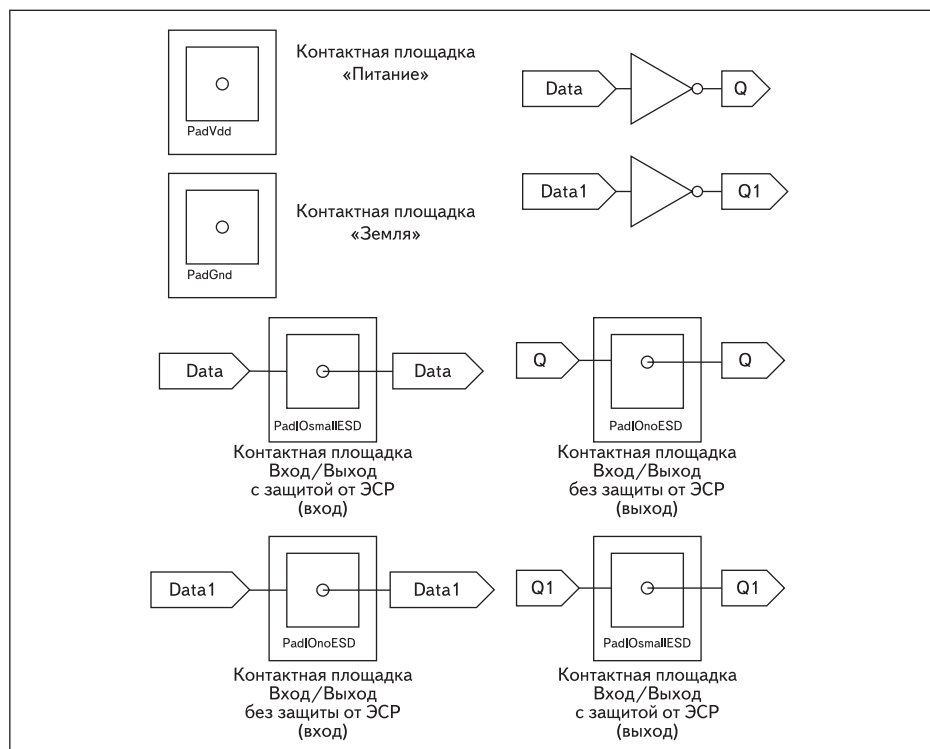 Контактная площадка
«Питание»
PadVdd
Data
Q
Data1
Q1
Контактная площадка
«Земля»
PadGnd
Data
Data
PadIOsmallESD
Контактная площадка
Вход/Выход
с защитой от ЭСР
(вход)
Q
Q
PadIOnoESD
Контактная площадка
Вход/Выход
без защиты от ЭСР
(выход)
Data1
Data1
PadIOnoESD
Контактная площадка
Вход/Выход
без защиты от ЭСР
(вход)
Q1
Q1
PadIOsmallESD
Контактная площадка
Вход/Выход
с защитой от ЭСР
(выход)